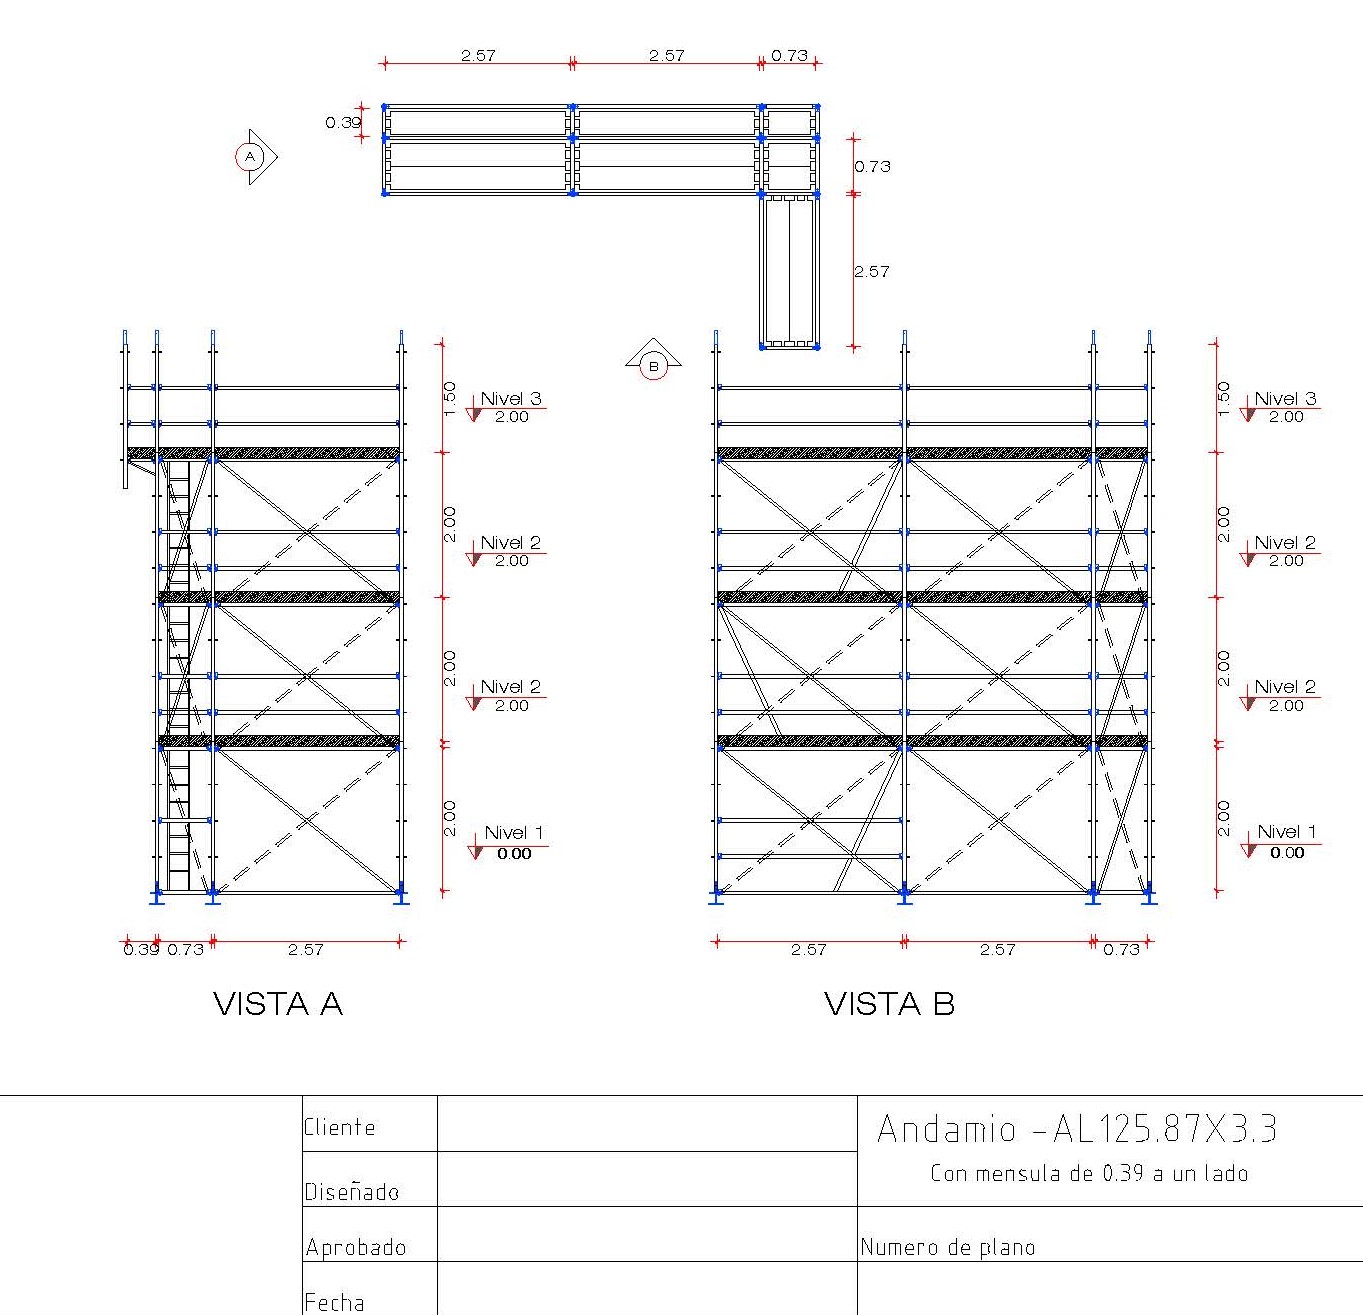 2.57 2.57 0.73
0.39
A
0.73
2.57
B
1.50
Nivel 3
2.00
2.00
Nivel 2
2.00
2.00
Nivel 2
2.00
2.00
Nivel 1
0.00
0.39 0.73 2.57
VISTA A
1.50
Nivel 3
2.00
2.00
Nivel 2
2.00
2.00
Nivel 2
2.00
2.00
Nivel 1
0.00
2.57 2.57 0.73
VISTA B
Cliente
Diseñado
Aprobado
Fecha
Andamio -AL125.87X3.3
Con mensula de 0.39 a un lado
Numero de plano